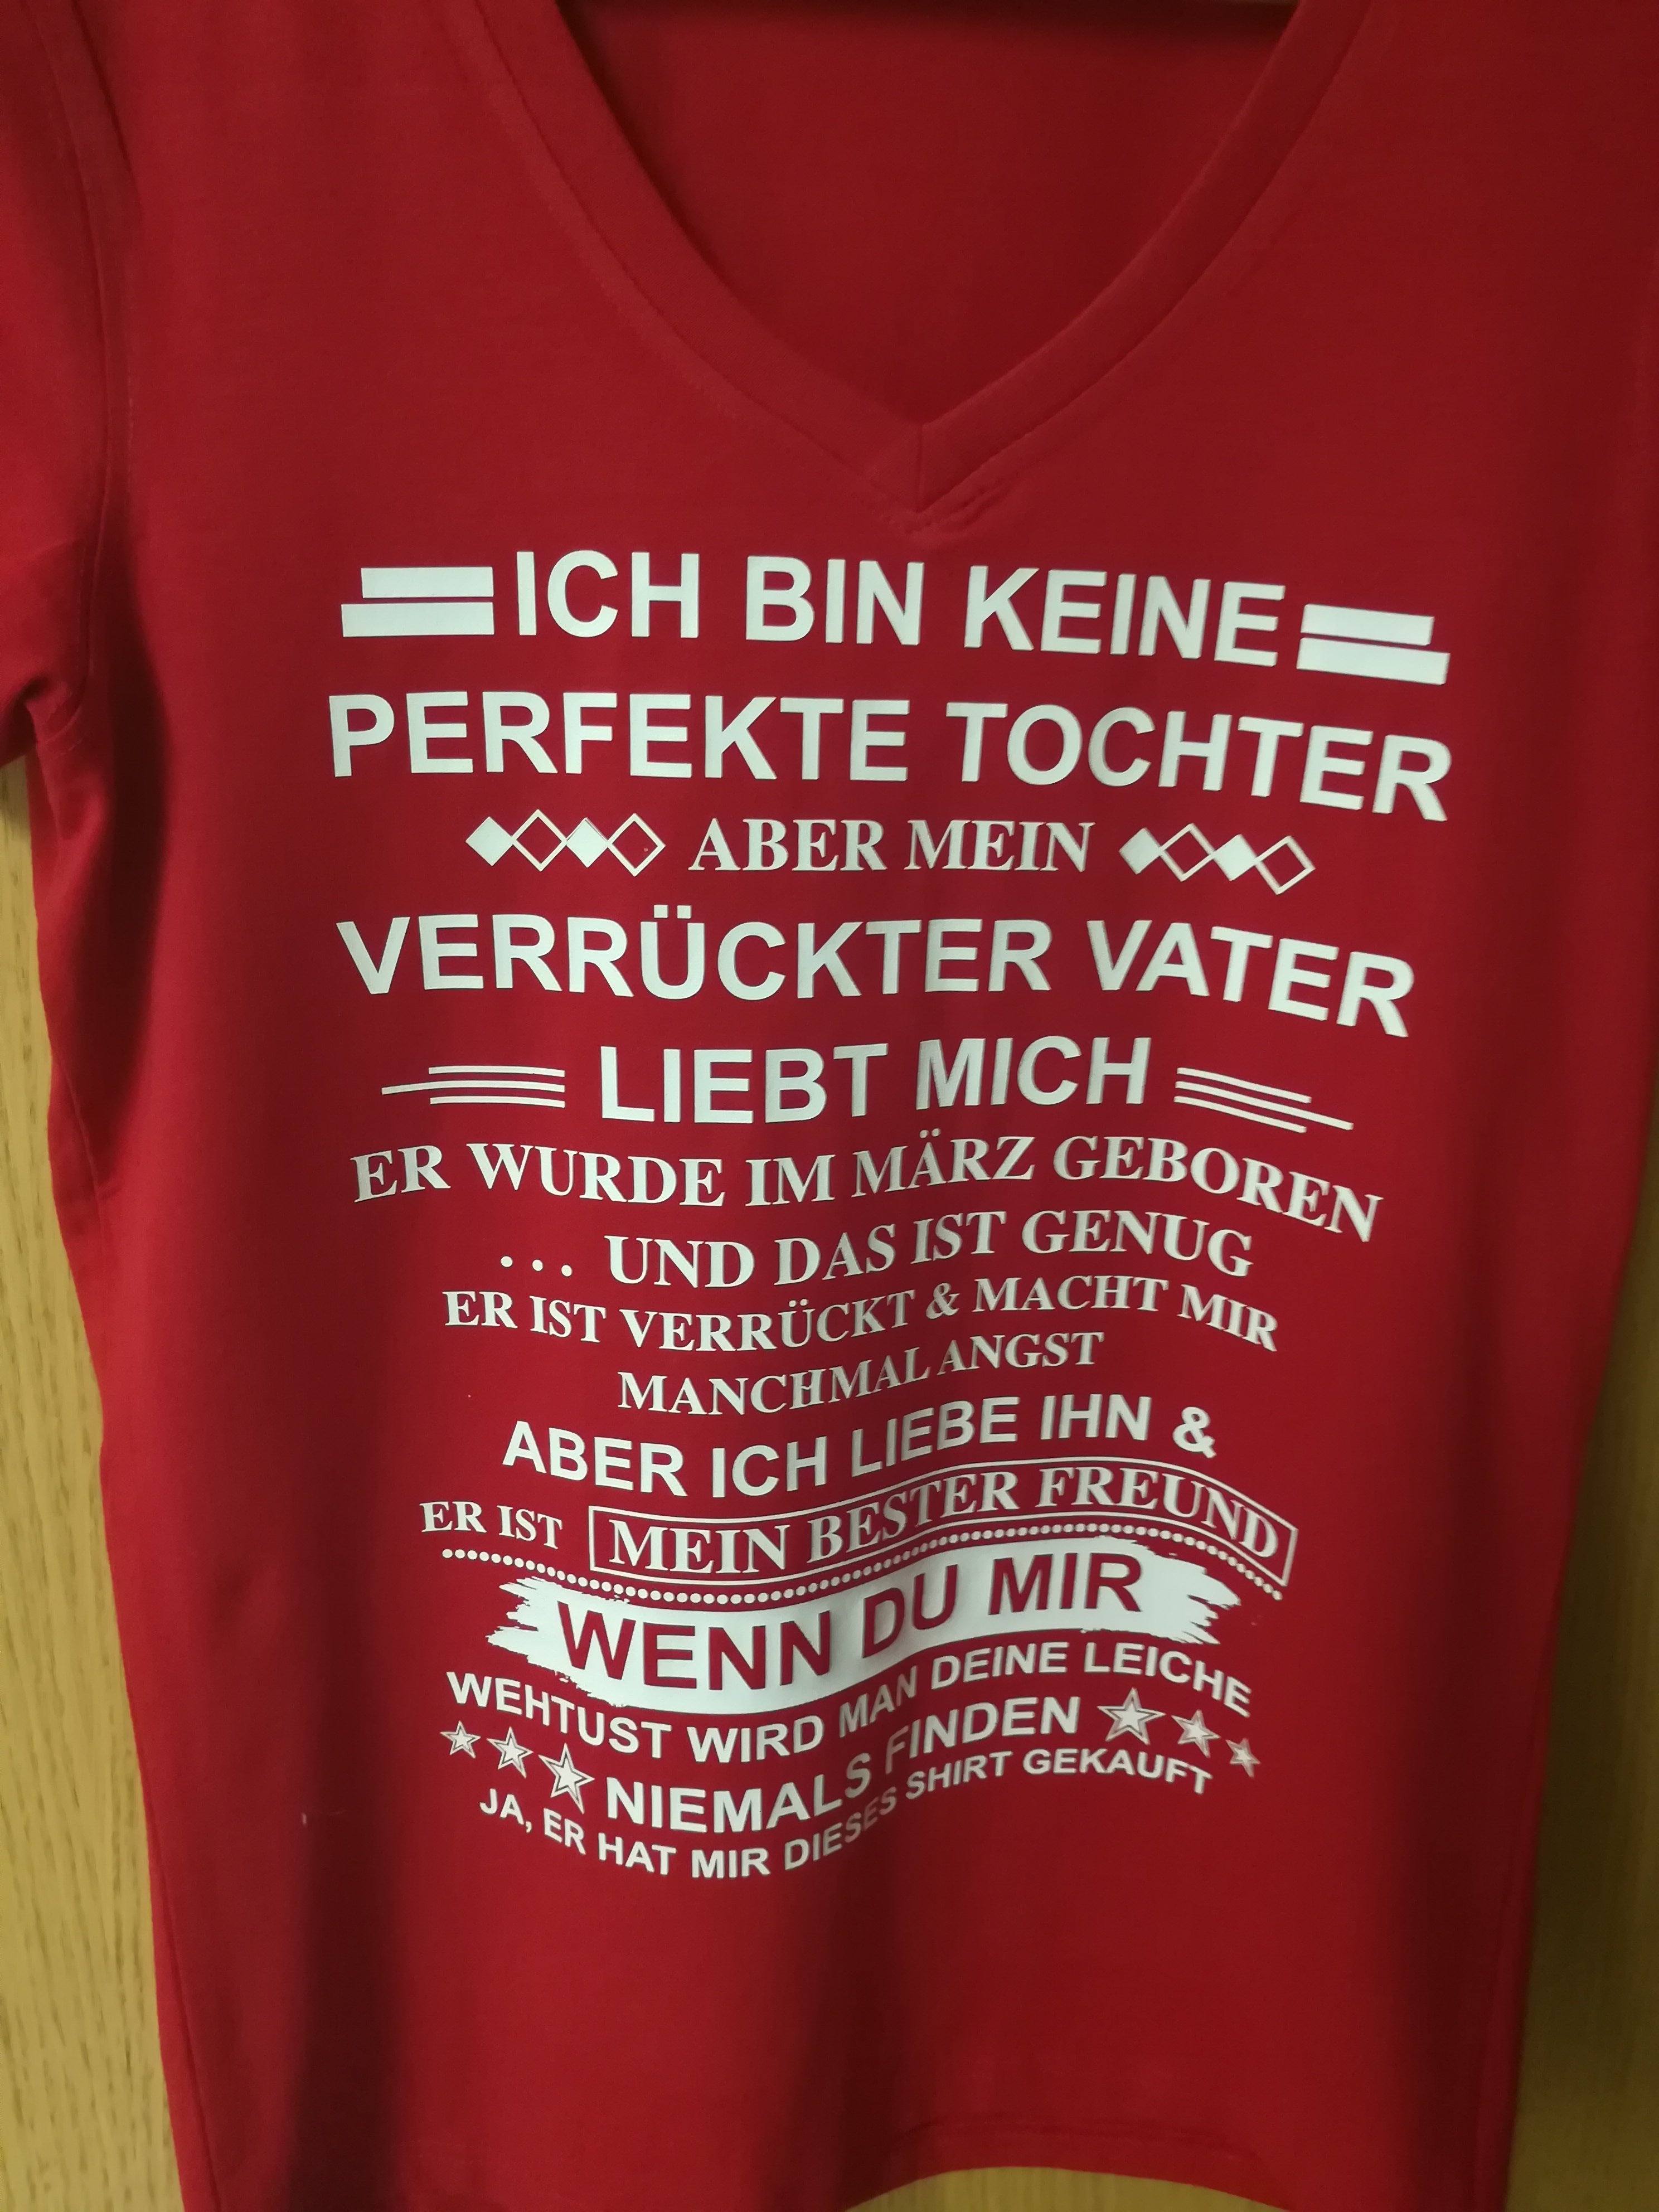 ICH BIN KEINE
PERFEKTE TOCHTER
ABER MEIN
VERRÜCKTER VATER
LIEBT MICH
ER WURDE IM MÄRZ GEBOREN
... UND DAS IST GENUG
ER IST VERRÜCKT & MACHT MIR
MANCHMAL ANGST
ABER ICH LIEBE IHN &
ER IST MEIN BESTER FREUND
WENN DU MIR
WEHTUST WIRD MAN DEINE LEICHE
NIEMALS FINDEN
JA, ER HAT MIR DIESES SHIRT GEKAUFT